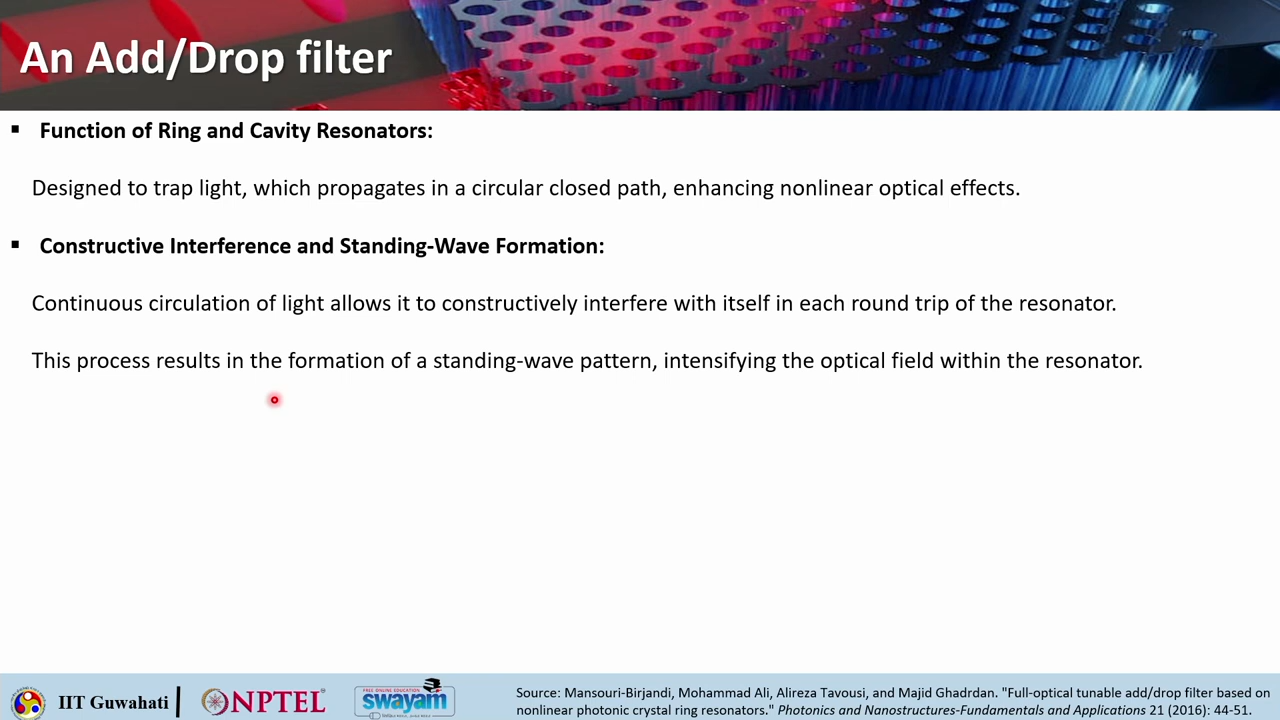 An Add/Drop filter
▪ Function of Ring and Cavity Resonators:
Designed to trap light, which propagates in a circular closed path, enhancing nonlinear optical effects.
▪ Constructive Interference and Standing-Wave Formation:
Continuous circulation of light allows it to constructively interfere with itself in each round trip of the resonator.
This process results in the formation of a standing-wave pattern, intensifying the optical field within the resonator.
IIT Guwahati
NPTEL
FREE ONLINE EDUCATION
swayam
Source: Mansouri-Birjandi, Mohammad Ali, Alireza Tavousi, and Majid Ghadrdan. "Full-optical tunable add/drop filter based on
nonlinear photonic crystal ring resonators." Photonics and Nanostructures-Fundamentals and Applications 21 (2016): 44-51.